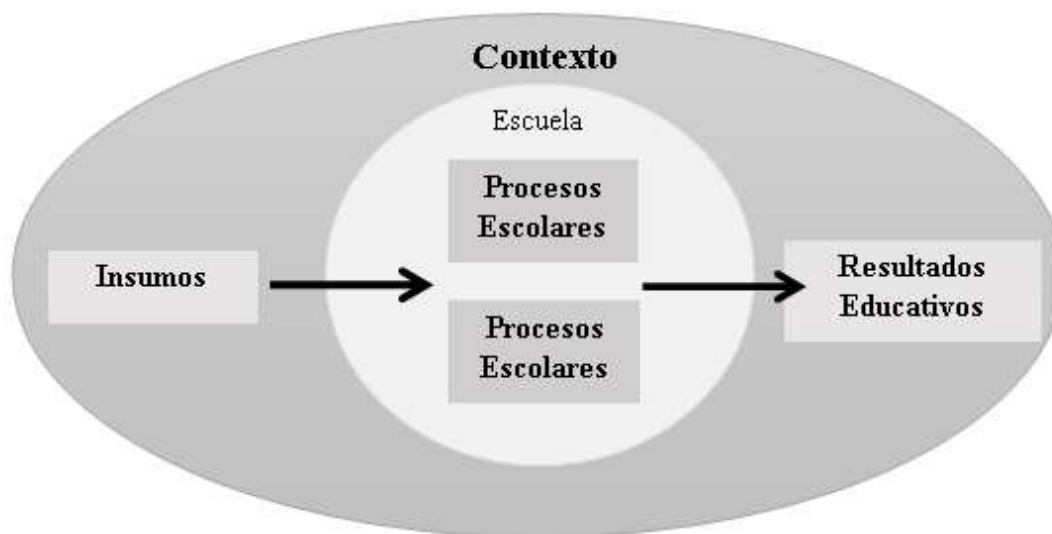 Contexto
Escuela
Procesos
Escolares
Insumos
Procesos
Escolares
Resultados
Educativos